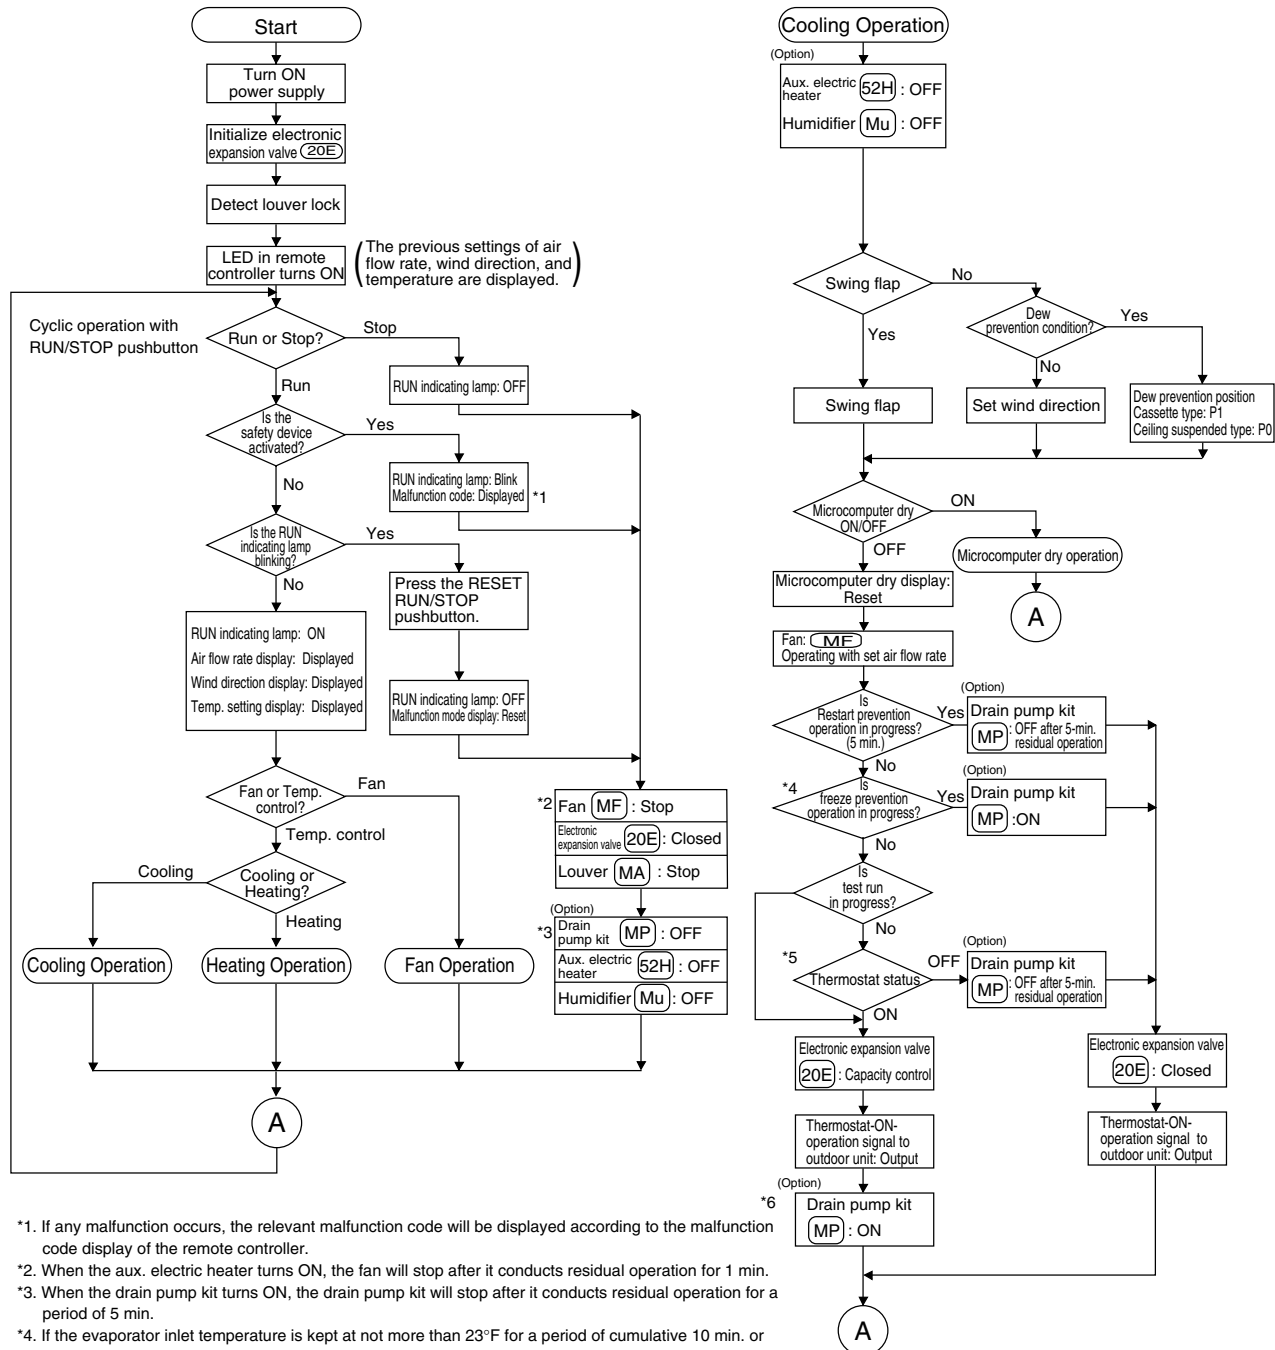 Start
Turn ON
power supply
Initialize electronic
expansion valve 20E
Detect louver lock
LED in remote
controller turns ON
(The previous settings of air
flow rate, wind direction, and
temperature are displayed.)
Cyclic operation with
RUN/STOP pushbutton
Run or Stop?
Stop
Run
RUN indicating lamp: OFF
Is the
safety device
activated?
Yes
No
RUN indicating lamp: Blink
Malfunction code: Displayed
*1
Is the RUN
indicating lamp
blinking?
Yes
No
Press the RESET
RUN/STOP
pushbutton.
RUN indicating lamp: ON
Air flow rate display: Displayed
Wind direction display: Displayed
Temp. setting display: Displayed
RUN indicating lamp: OFF
Malfunction mode display: Reset
Fan or Temp.
control?
Fan
Temp. control
Cooling or
Heating?
Cooling
Heating
*2 Fan MF : Stop
Electronic
expansion valve 20E : Closed
Louver MA : Stop
(Option)
*3 Drain
pump kit MP : OFF
Aux. electric
heater 52H : OFF
Humidifier Mu : OFF
Cooling Operation
Heating Operation
Fan Operation
A
*1. If any malfunction occurs, the relevant malfunction code will be displayed according to the malfunction
code display of the remote controller.
*2. When the aux. electric heater turns ON, the fan will stop after it conducts residual operation for 1 min.
*3. When the drain pump kit turns ON, the drain pump kit will stop after it conducts residual operation for a
period of 5 min.
*4. If the evaporator inlet temperature is kept at not more than 23°F for a period of cumulative 10 min. or
Cooling Operation
(Option)
Aux. electric
heater 52H : OFF
Humidifier Mu : OFF
Swing flap
No
Yes
Dew
prevention condition?
Yes
No
Swing flap
Set wind direction
Dew prevention position
Cassette type: P1
Ceiling suspended type: P0
Microcomputer dry
ON/OFF
ON
OFF
Microcomputer dry operation
A
Microcomputer dry display:
Reset
Fan: MF
Operating with set air flow rate
Is
Restart prevention
operation in progress?
(5 min.)
Yes
No
(Option)
Drain pump kit
MP : OFF after 5-min.
residual operation
*4
Is
freeze prevention
operation in progress?
Yes
No
(Option)
Drain pump kit
MP :ON
Is
test run
in progress?
No
*5
Thermostat status
OFF
ON
(Option)
Drain pump kit
MP : OFF after 5-min.
residual operation
Electronic expansion valve
20E : Capacity control
Electronic expansion valve
20E : Closed
Thermostat-ON-
operation signal to
outdoor unit: Output
Thermostat-ON-
operation signal to
outdoor unit: Output
(Option)
*6
Drain pump kit
MP : ON
A